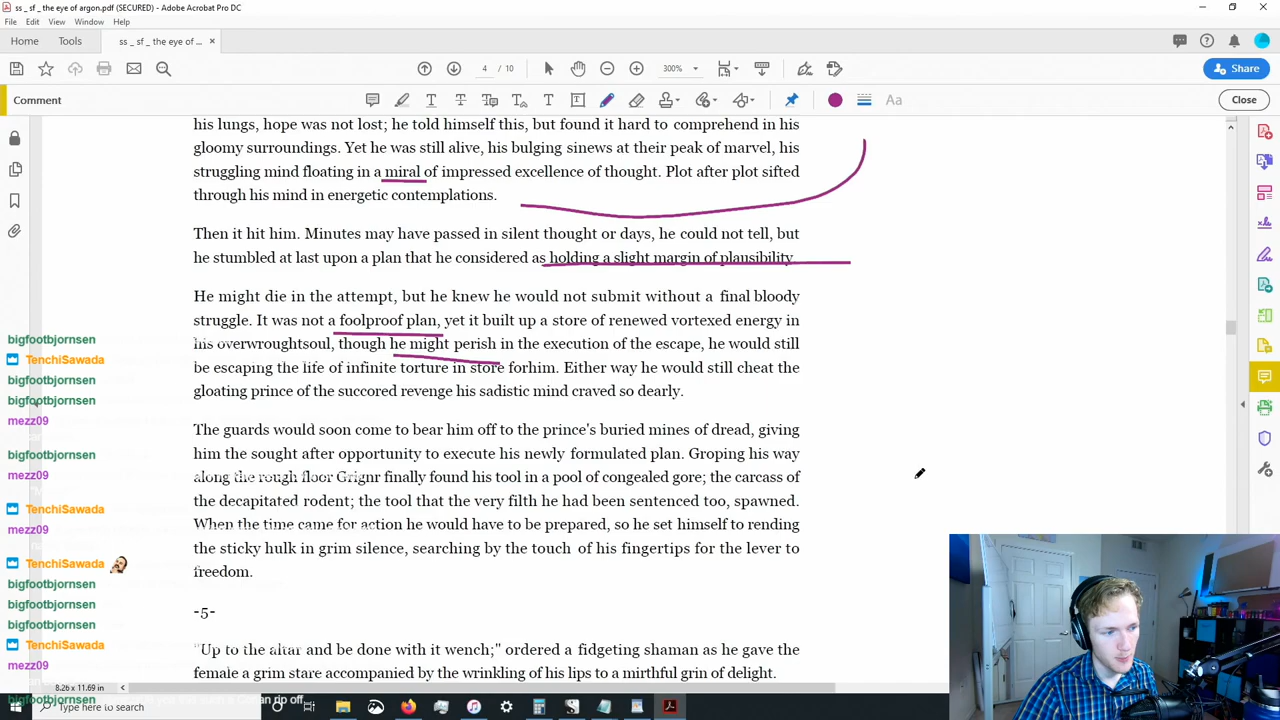 ss _ sf _ the eye of argon.pdf (SECURED) - Adobe Acrobat Pro DC
File Edit View Window Help
Home Tools ss _ sf _ the eye of ... ×
4 / 10 300% Share
Comment Aa Close
his lungs, hope was not lost; he told himself this, but found it hard to comprehend in his
gloomy surroundings. Yet he was still alive, his bulging sinews at their peak of marvel, his
struggling mind floating in a miral of impressed excellence of thought. Plot after plot sifted
through his mind in energetic contemplations.
Then it hit him. Minutes may have passed in silent thought or days, he could not tell, but
he stumbled at last upon a plan that he considered as holding a slight margin of plausibility.
He might die in the attempt, but he knew he would not submit without a final bloody
struggle. It was not a foolproof plan, yet it built up a store of renewed vortexed energy in
his overwroughtsoul, though he might perish in the execution of the escape, he would still
be escaping the life of infinite torture in store forhim. Either way he would still cheat the
gloating prince of the succored revenge his sadistic mind craved so dearly.
The guards would soon come to bear him off to the prince's buried mines of dread, giving
him the sought after opportunity to execute his newly formulated plan. Groping his way
along the rough floor Grignr finally found his tool in a pool of congealed gore; the carcass of
the decapitated rodent; the tool that the very filth he had been sentenced too, spawned.
When the time came for action he would have to be prepared, so he set himself to rending
the sticky hulk in grim silence, searching by the touch of his fingertips for the lever to
freedom.
-5-
"Up to the altar and be done with it wench;" ordered a fidgeting shaman as he gave the
female a grim stare accompanied by the wrinkling of his lips to a mirthful grin of delight.
bigfootbjornsen
TenchiSawada
bigfootbjornsen
bigfootbjornsen
mezz09
bigfootbjornsen
mezz09
TenchiSawada
mezz09
TenchiSawada
bigfootbjornsen
bigfootbjornsen
bigfootbjornsen
TenchiSawada
mezz09
bigfootbjornsen rip off
8.26 x 11.69 in
Type here to search